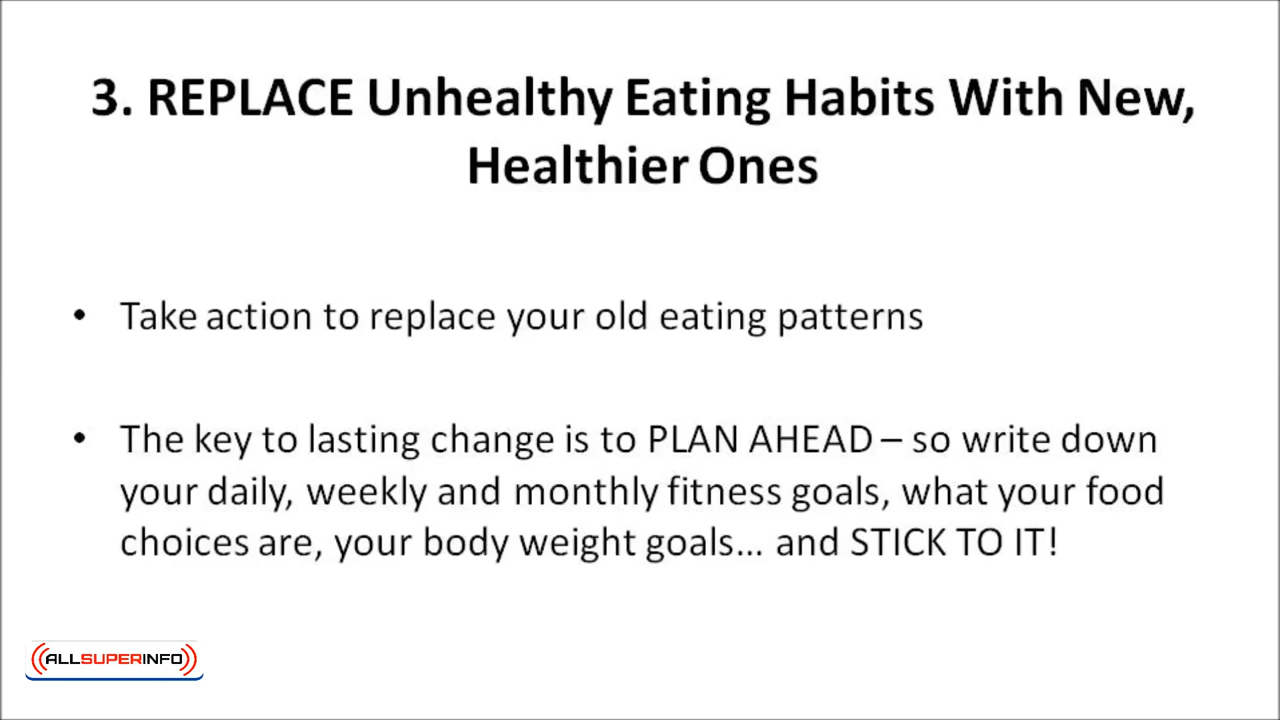 3. REPLACE Unhealthy Eating Habits With New,
Healthier Ones
• Take action to replace your old eating patterns
• The key to lasting change is to PLAN AHEAD – so write down
your daily, weekly and monthly fitness goals, what your food
choices are, your body weight goals… and STICK TO IT!
ALLSUPERINFO